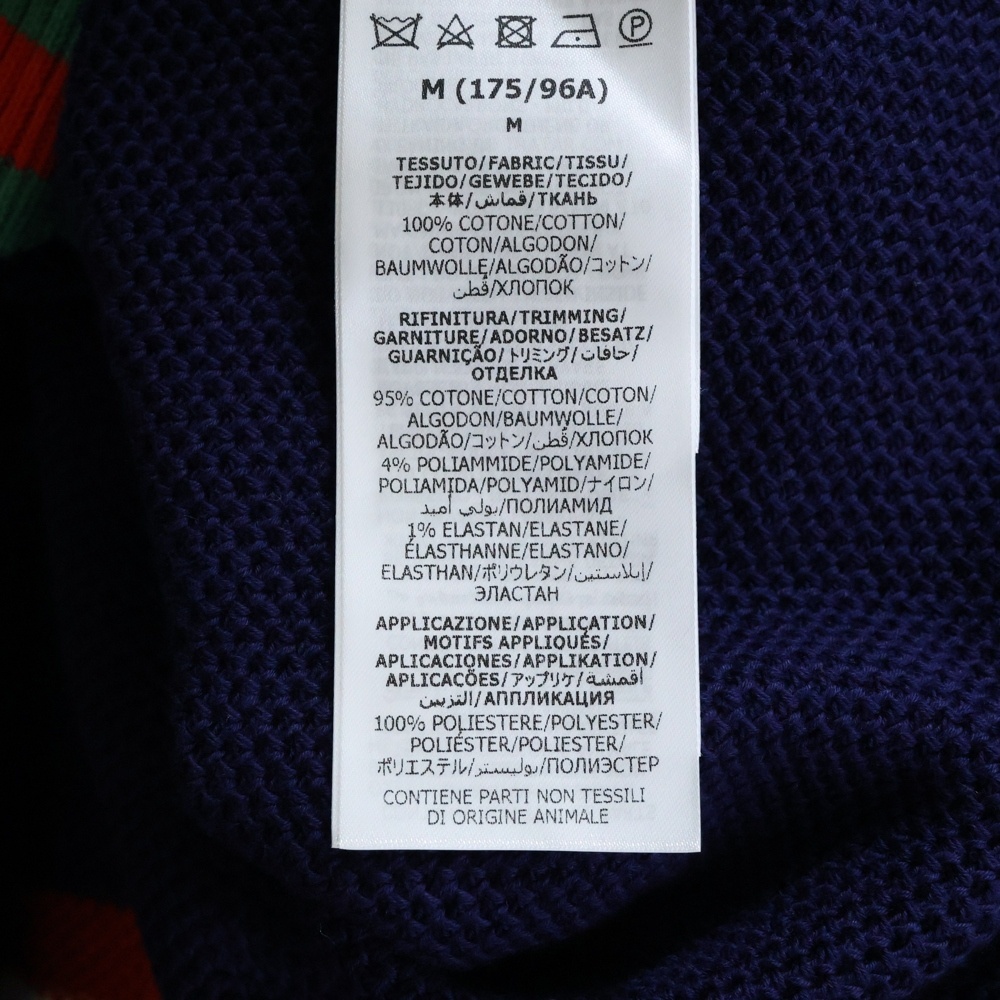 P
M (175/96A)
M
TESSUTO/FABRIC/TISSU/
TEJIDO/GEWEBE/TECIDO/
本体/قماش/ТКАНЬ
100% COTONE/COTTON/
COTON/ALGODON/
BAUMWOLLE/ALGODÃO/コットン/
قُطن/ХЛОПОК
RIFINITURA/TRIMMING/
GARNITURE/ADORNO/BESATZ/
GUARNIÇÃO/トリミング/حافات/
ОТДЕЛКА
95% COTONE/COTTON/COTON/
ALGODON/BAUMWOLLE/
ALGODÃO/コットン/قُطن/ХЛОПОК
4% POLIAMMIDE/POLYAMIDE/
POLIAMIDA/POLYAMID/ナイロン/
بولي أميد/ПОЛИАМИД
1% ELASTAN/ELASTANE/
ÉLASTHANNE/ELASTANO/
ELASTHAN/ポリウレタン/إيلاستين/
ЭЛАСТАН
APPLICAZIONE/APPLICATION/
MOTIFS APPLIQUÉS/
APLICACIONES/APPLIKATION/
APLICACÕES/アップリケ/أقمشة
التزيين/АППЛИКАЦИЯ
100% POLIESTERE/POLYESTER/
POLIÉSTER/POLIESTER/
ポリエステル/بوليستر/ПОЛИЭСТЕР
CONTIENE PARTI NON TESSILI
DI ORIGINE ANIMALE